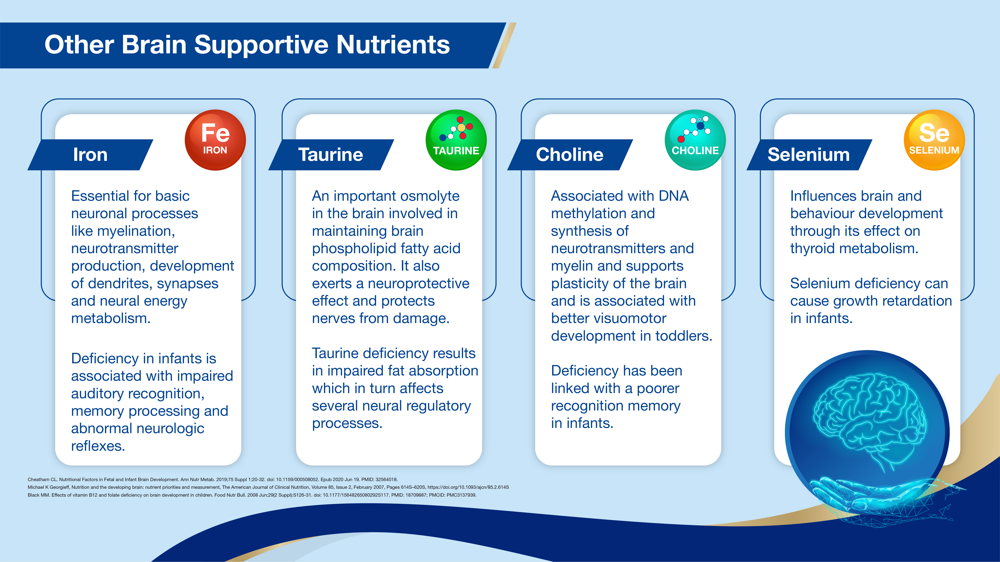 Other Brain Supportive Nutrients
Fe
IRON
Iron
Essential for basic
neuronal processes
like myelination,
neurotransmitter
production, development
of dendrites, synapses
and neural energy
metabolism.
Deficiency in infants is
associated with impaired
auditory recognition,
memory processing and
abnormal neurologic
reflexes.
TAURINE
Taurine
An important osmolyte
in the brain involved in
maintaining brain
phospholipid fatty acid
composition. It also
exerts a neuroprotective
effect and protects
nerves from damage.
Taurine deficiency results
in impaired fat absorption
which in turn affects
several neural regulatory
processes.
+
CHOLINE
Choline
Associated with DNA
methylation and
synthesis of
neurotransmitters and
myelin and supports
plasticity of the brain
and is associated with
better visuomotor
development in toddlers.
Deficiency has been
linked with a poorer
recognition memory
in infants.
Se
SELENIUM
Selenium
Influences brain and
behaviour development
through its effect on
thyroid metabolism.
Selenium deficiency can
cause growth retardation
in infants.
Cheatham CL. Nutritional Factors in Fetal and Infant Brain Development. Ann Nutr Metab. 2019;75 Suppl 1:20-32. doi: 10.1159/000508052. Epub 2020 Jun 19. PMID: 32564018.
Michael K Georgieff, Nutrition and the developing brain: nutrient priorities and measurement, The American Journal of Clinical Nutrition, Volume 85, Issue 2, February 2007, Pages 614S–620S, https://doi.org/10.1093/ajcn/85.2.614S
Black MM. Effects of vitamin B12 and folate deficiency on brain development in children. Food Nutr Bull. 2008 Jun;29(2 Suppl):S126-31. doi: 10.1177/15648265080292S117. PMID: 18709887; PMCID: PMC3137939.